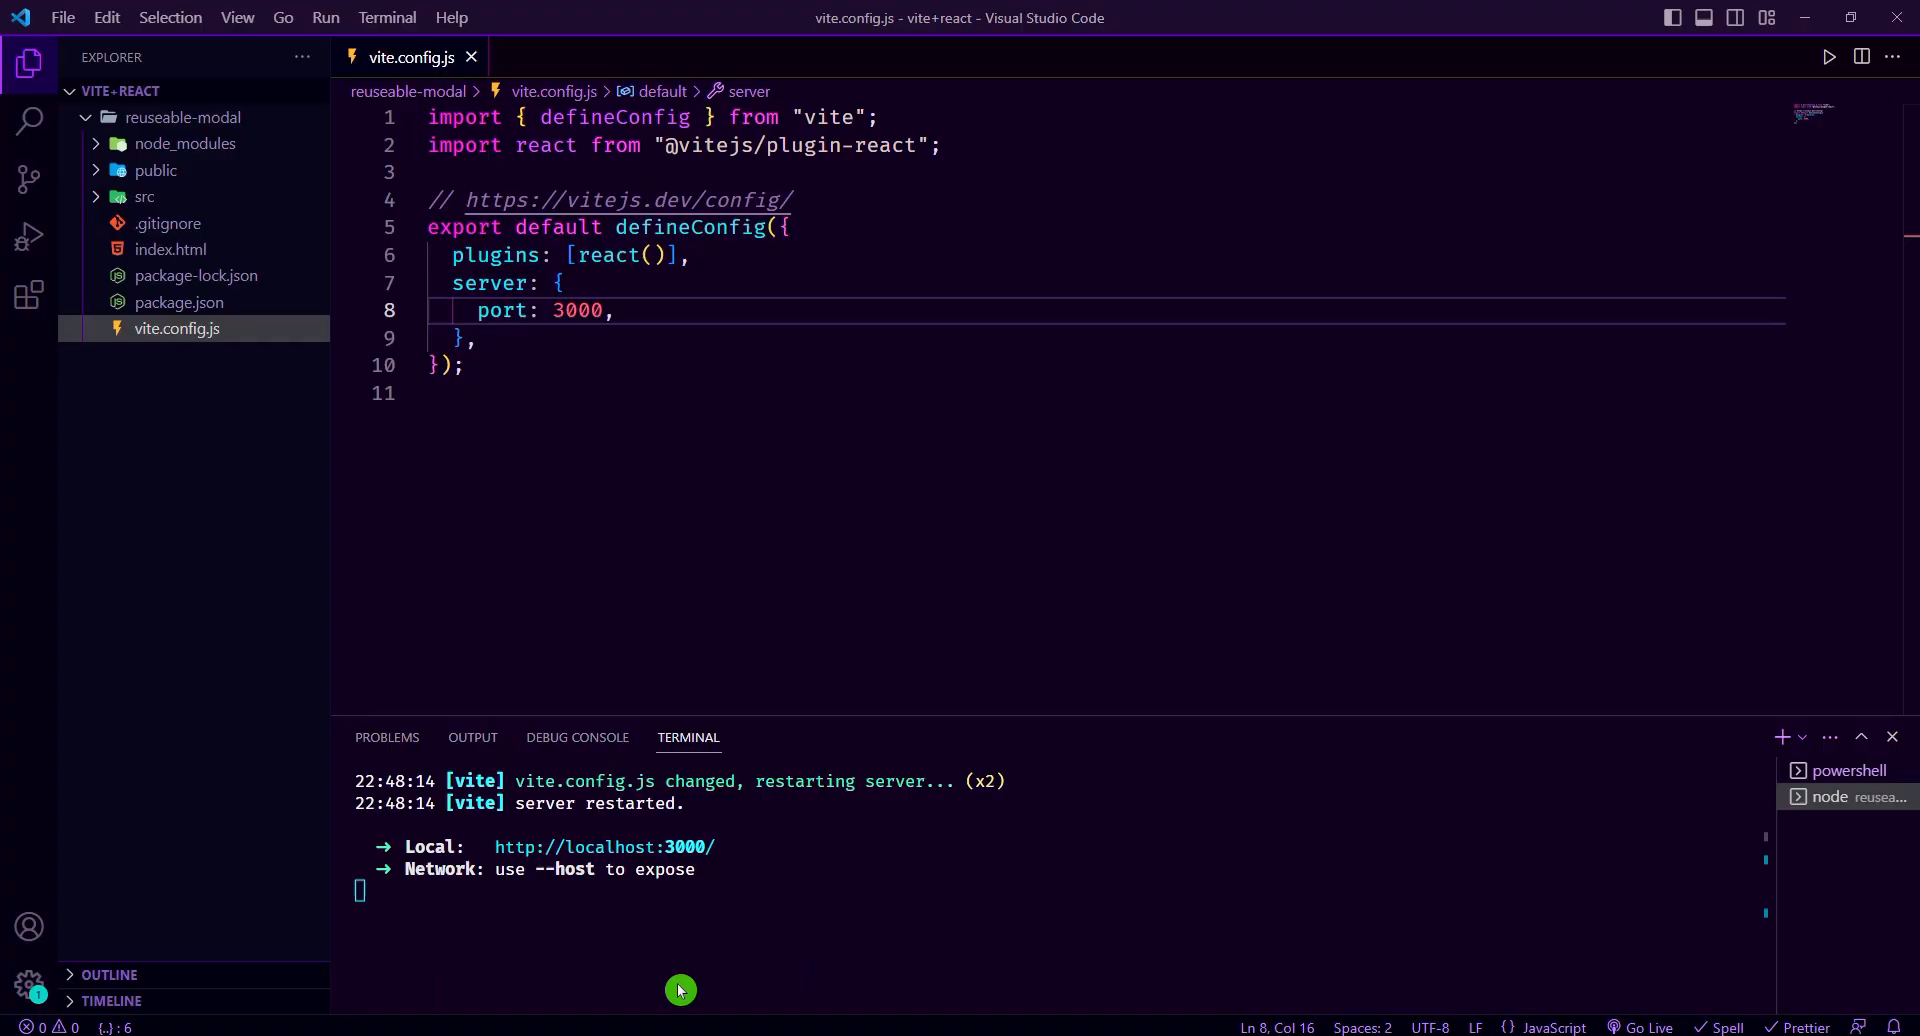 File Edit Selection View Go Run Terminal Help
vite.config.js - vite+react - Visual Studio Code
EXPLORER
VITE+REACT
reuseable-modal
node_modules
public
src
.gitignore
index.html
package-lock.json
package.json
vite.config.js
OUTLINE
TIMELINE
1
vite.config.js
reuseable-modal > vite.config.js > default > server
1 import { defineConfig } from "vite";
2 import react from "@vitejs/plugin-react";
3
4 // https://vitejs.dev/config/
5 export default defineConfig({
6 plugins: [react()],
7 server: {
8 port: 3000,
9 },
10 });
11
PROBLEMS OUTPUT DEBUG CONSOLE TERMINAL
22:48:14 [vite] vite.config.js changed, restarting server... (x2)
22:48:14 [vite] server restarted.
➜ Local: http://localhost:3000/
➜ Network: use --host to expose
powershell
node reusea...
0 0 {..} : 6
Ln 8, Col 16 Spaces: 2 UTF-8 LF {} JavaScript Go Live Spell Prettier